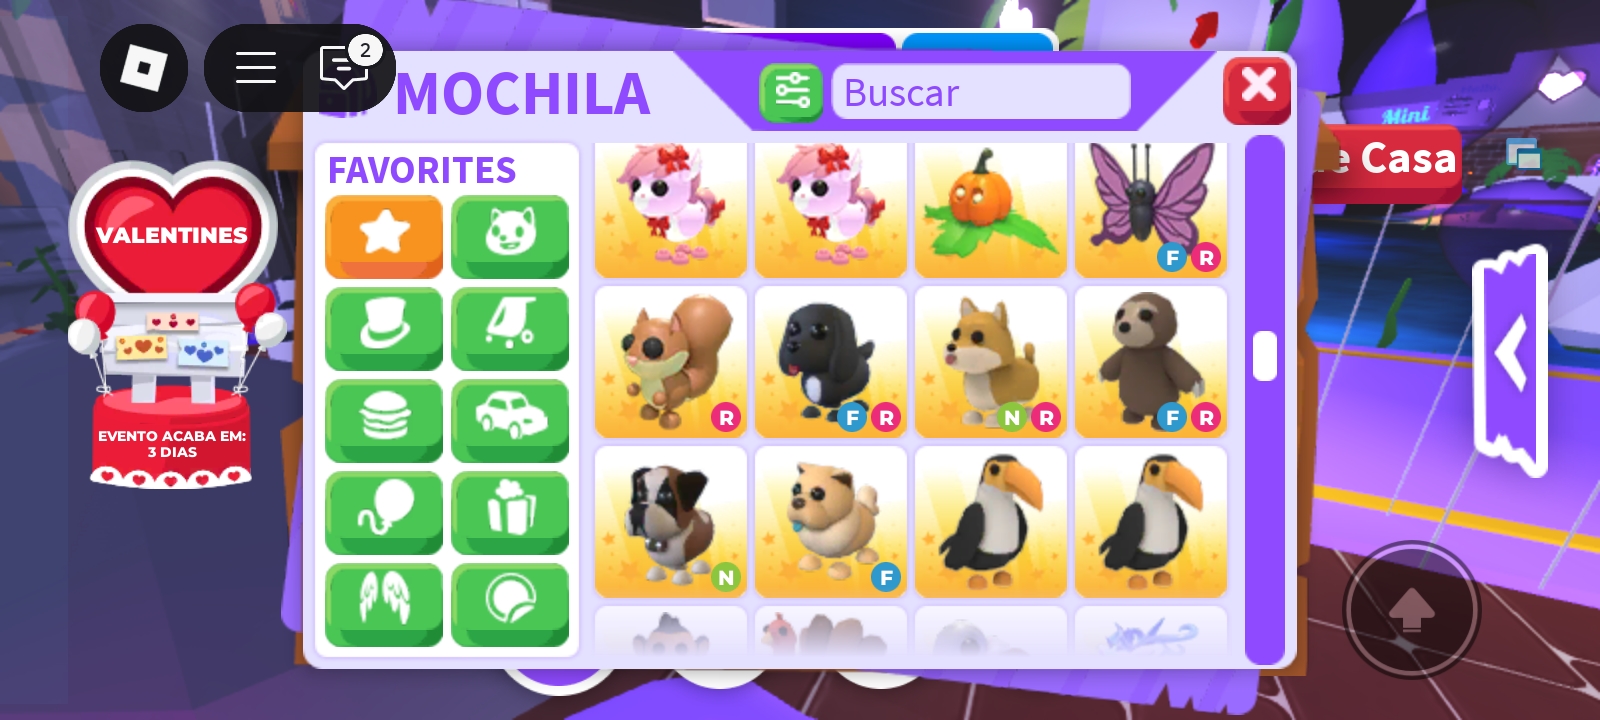 2
MOCHILA
Buscar
Mini
e Casa
FAVORITES
VALENTINES
F R
R
F R
N R
F R
EVENTO ACABA EM:
3 DIAS
N
F